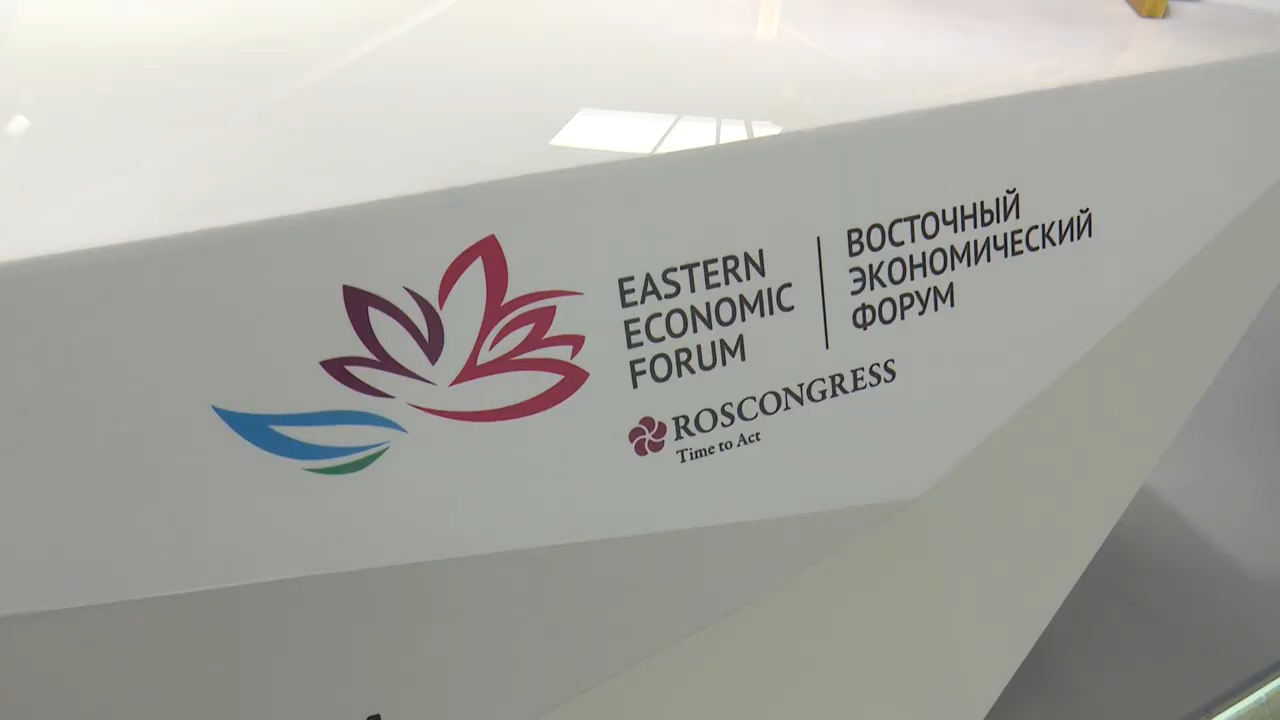 EASTERN
ECONOMIC
FORUM
ВОСТОЧНЫЙ
ЭКОНОМИЧЕСКИЙ
ФОРУМ
ROSCONGRESS
Time to Act